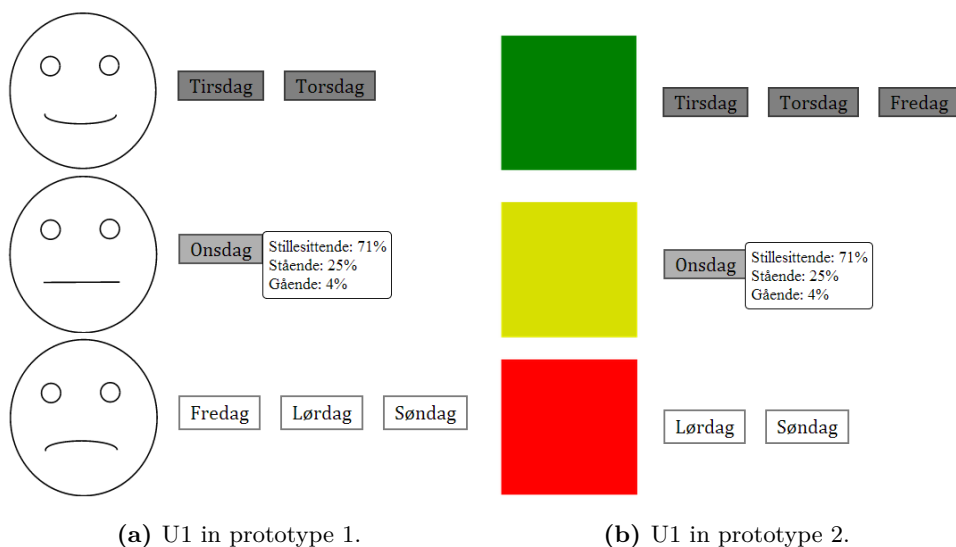 Tirsdag Torsdag
Onsdag
Stillesittende: 71%
Stående: 25%
Gående: 4%
Fredag Lørdag Søndag
(a) U1 in prototype 1.
Tirsdag Torsdag Fredag
Onsdag
Stillesittende: 71%
Stående: 25%
Gående: 4%
Lørdag Søndag
(b) U1 in prototype 2.